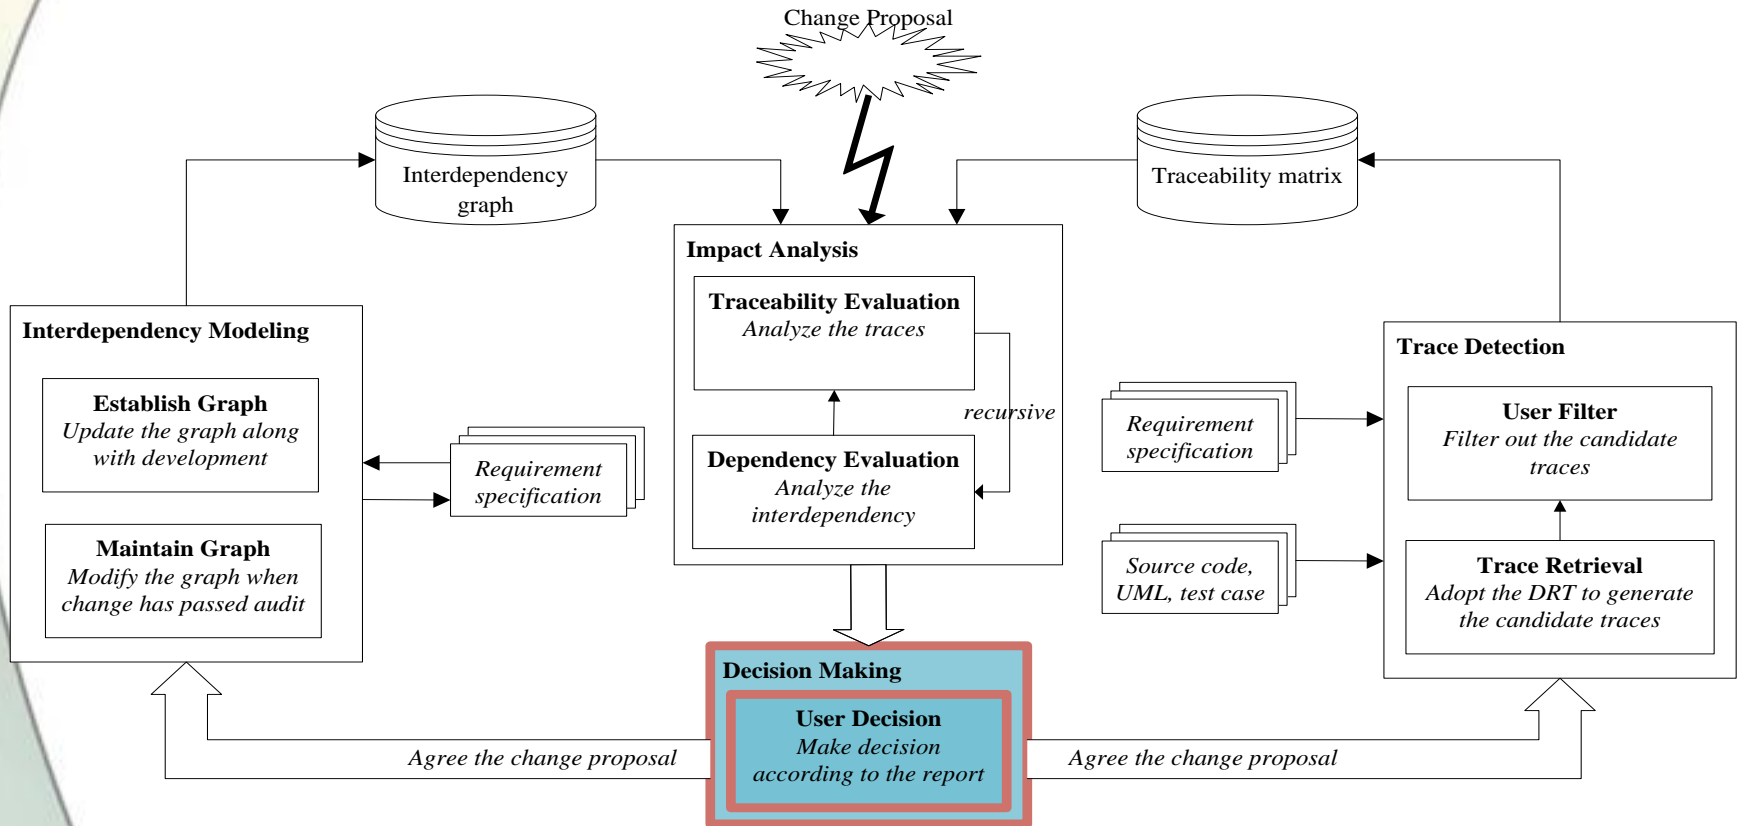 Change Proposal
Interdependency
graph
Traceability matrix
Impact Analysis
Traceability Evaluation
Analyze the traces
recursive
Dependency Evaluation
Analyze the
interdependency
Interdependency Modeling
Establish Graph
Update the graph along
with development
Maintain Graph
Modify the graph when
change has passed audit
Requirement
specification
Trace Detection
User Filter
Filter out the candidate
traces
Trace Retrieval
Adopt the DRT to generate
the candidate traces
Requirement
specification
Source code,
UML, test case
Decision Making
User Decision
Make decision
according to the report
Agree the change proposal
Agree the change proposal